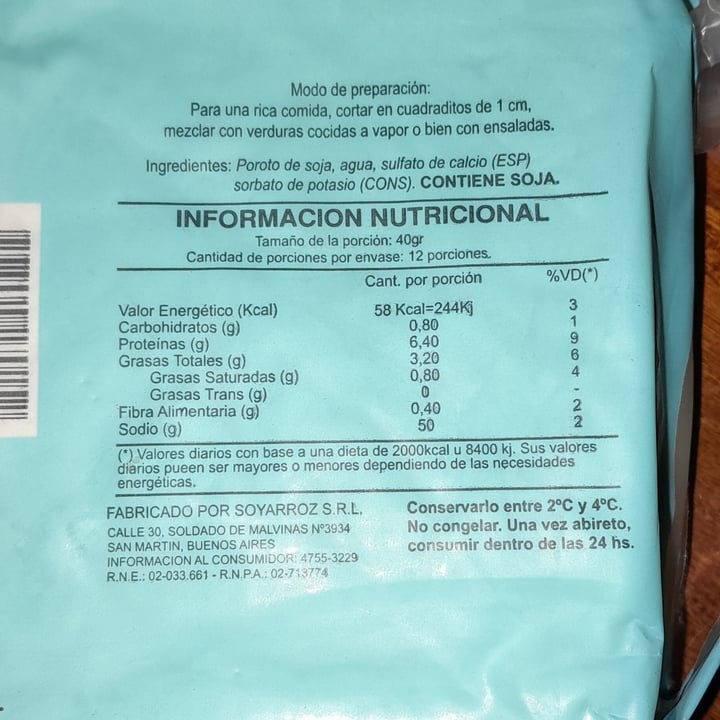 Modo de preparación:
Para una rica comida, cortar en cuadraditos de 1 cm,
mezclar con verduras cocidas a vapor o bien con ensaladas.
Ingredientes: Poroto de soja, agua, sulfato de calcio (ESP)
sorbato de potasio (CONS). CONTIENE SOJA.
INFORMACION NUTRICIONAL
Tamaño de la porción: 40gr
Cantidad de porciones por envase: 12 porciones.
Cant. por porción %VD(*)
Valor Energético (Kcal) 58 Kcal=244Kj 3
Carbohidratos (g) 0,80 1
Proteínas (g) 6,40 9
Grasas Totales (g) 3,20 6
Grasas Saturadas (g) 0,80 4
Grasas Trans (g) 0 -
Fibra Alimentaria (g) 0,40 2
Sodio (g) 50 2
(*) Valores diarios con base a una dieta de 2000kcal u 8400 kj. Sus valores
diarios pueen ser mayores o menores dependiendo de las necesidades
energéticas.
FABRICADO POR SOYARROZ S.R.L.
CALLE 30, SOLDADO DE MALVINAS Nº3934
SAN MARTIN, BUENOS AIRES
INFORMACION AL CONSUMIDOR: 4755-3229
R.N.E.: 02-033.661 - R.N.P.A.: 02-713774
Conservarlo entre 2ºC y 4ºC.
No congelar. Una vez abireto,
consumir dentro de las 24 hs.